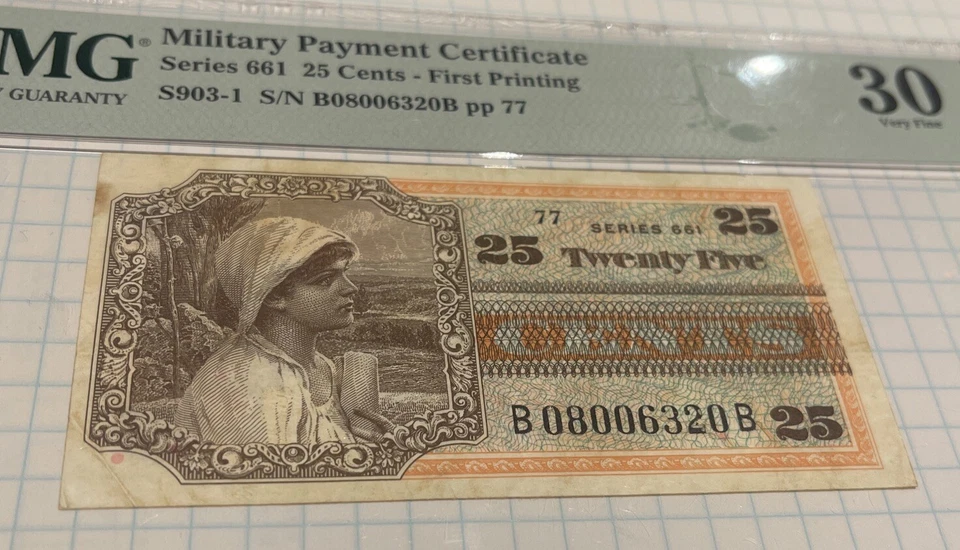 MG® Military Payment Certificate
Series 661 25 Cents - First Printing
Y GUARANTY S903-1 S/N B08006320B pp 77
30
Very Fine
77 SERIES 661 25
25 Twenty Five
B08006320B 25